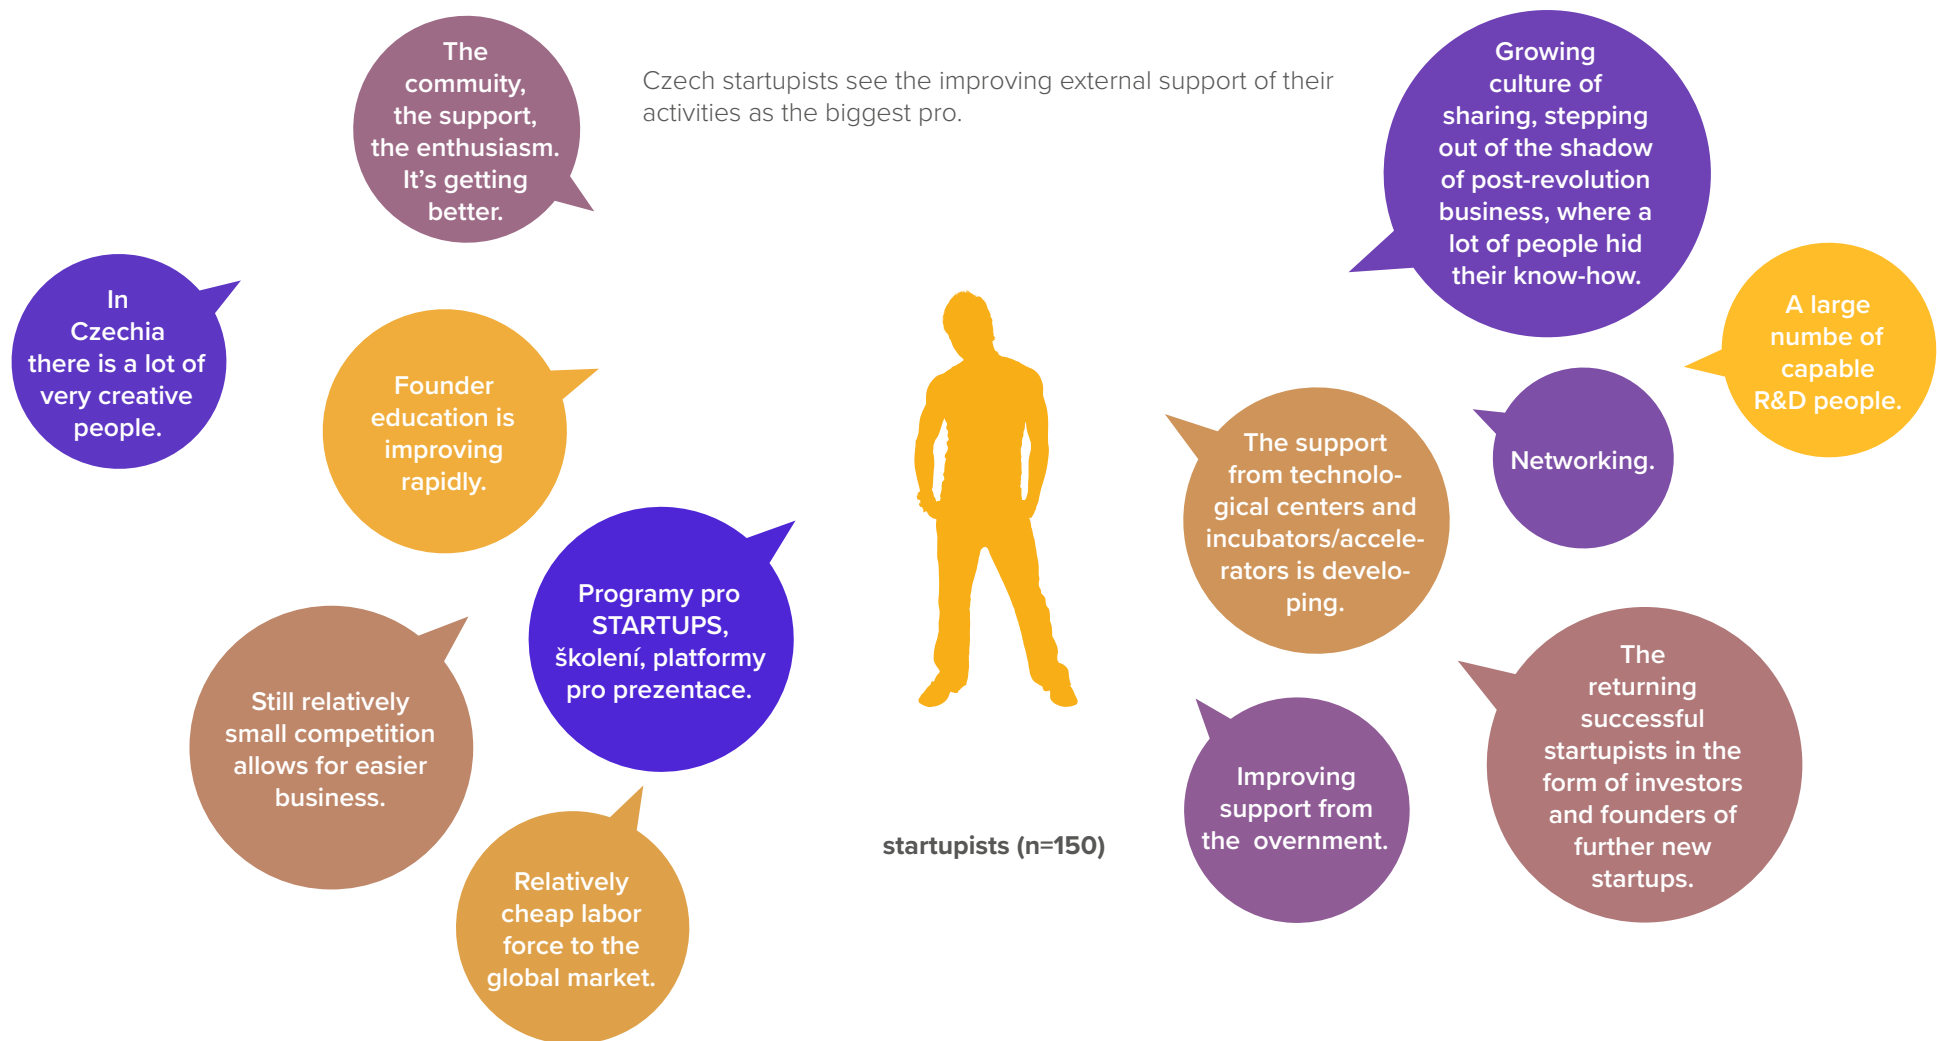 The
commuity,
the support,
the enthusiasm.
It's getting
better.
Czech startupists see the improving external support of their
activities as the biggest pro.
Growing
culture of
sharing, stepping
out of the shadow
of post-revolution
business, where a
lot of people hid
their know-how.
In
Czechia
there is a lot of
very creative
people.
A large
numbe of
capable
R&D people.
Founder
education is
improving
rapidly.
The support
from technolo-
gical centers and
incubators/accele-
rators is develo-
ping.
Networking.
Programy pro
STARTUPS,
školení, platformy
pro prezentace.
Still relatively
small competition
allows for easier
business.
The
returning
successful
startupists in the
form of investors
and founders of
further new
startups.
Improving
support from
the  overnment.
startupists (n=150)
Relatively
cheap labor
force to the
global market.